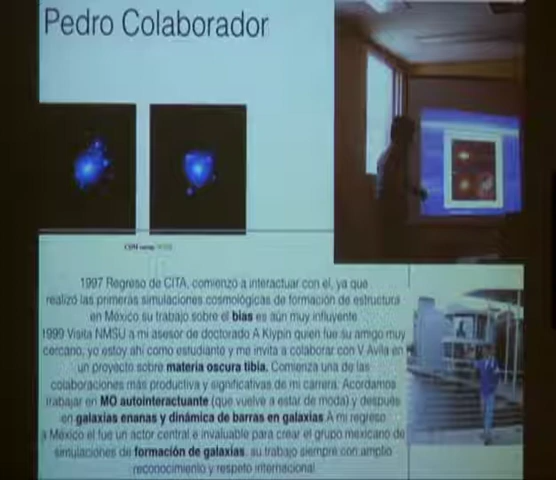 Pedro Colaborador
1997 Regreso de CITA, comenzó a interactuar con el, ya que
realizó las primeras simulaciones cosmológicas de formación de estructura
en México su trabajo sobre el bias es aún muy influyente
1999 Visita NMSU a mi asesor de doctorado A Klypin quien fue su amigo muy
cercano, yo estoy ahi como estudiante y me invita a colaborar con V Avila en
un proyecto sobre materia oscura tibia. Comienza una de las
colaboraciones más productiva y significativas de mi carrera. Acordamos
trabajar en MO autointeractuante (que vuelve a estar de moda) y después
en galaxias enanas y dinámica de barras en galaxias A mi regreso
a México el fue un actor central e invaluable para crear el grupo mexicano de
simulaciones de formación de galaxias, su trabajo siempre con amplio
reconocimiento y respeto internacional